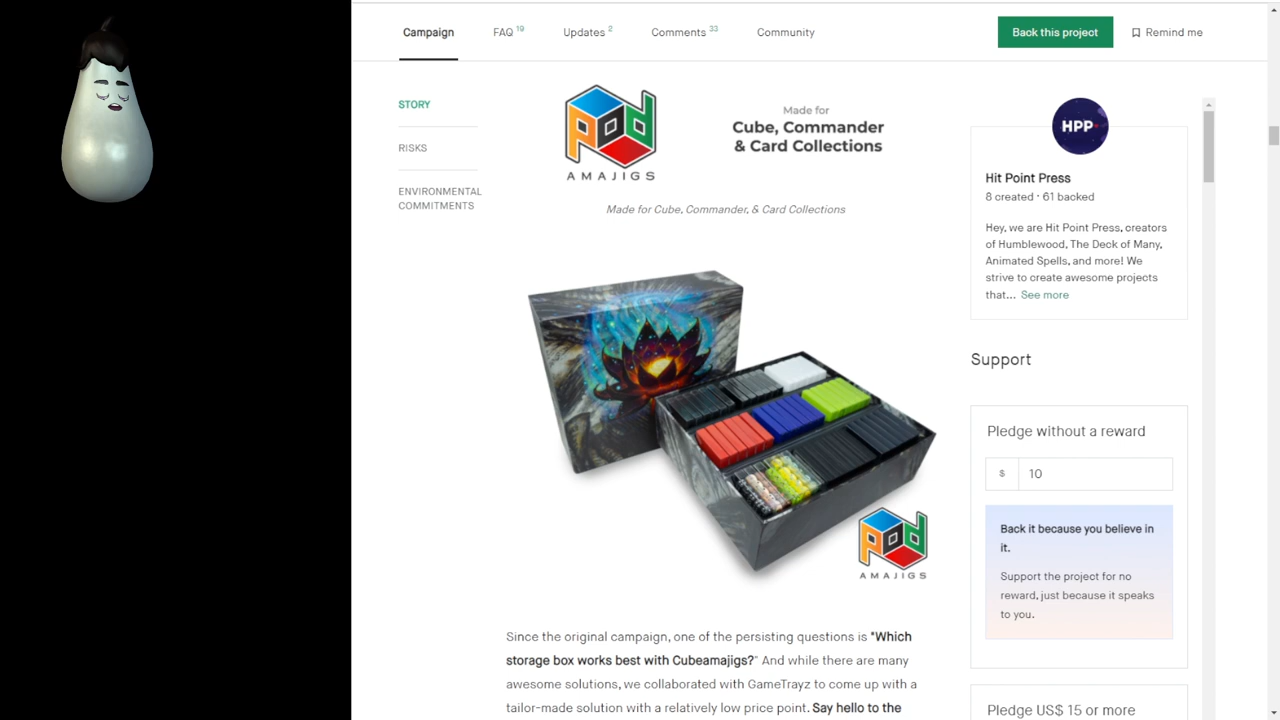 Campaign
FAQ 19
Updates 2
Comments 33
Community
Back this project
Remind me
STORY
RISKS
ENVIRONMENTAL
COMMITMENTS
pod
AMAJIGS
Made for
Cube, Commander
& Card Collections
Made for Cube, Commander, & Card Collections
pod
AMAJIGS
Since the original campaign, one of the persisting questions is "Which
storage box works best with Cubeamajigs?" And while there are many
awesome solutions, we collaborated with GameTrayz to come up with a
tailor-made solution with a relatively low price point. Say hello to the
HPP
Hit Point Press
8 created · 61 backed
Hey, we are Hit Point Press, creators
of Humblewood, The Deck of Many,
Animated Spells, and more! We
strive to create awesome projects
that... See more
Support
Pledge without a reward
$ 10
Back it because you believe in
it.
Support the project for no
reward, just because it speaks
to you.
Pledge US$ 15 or more